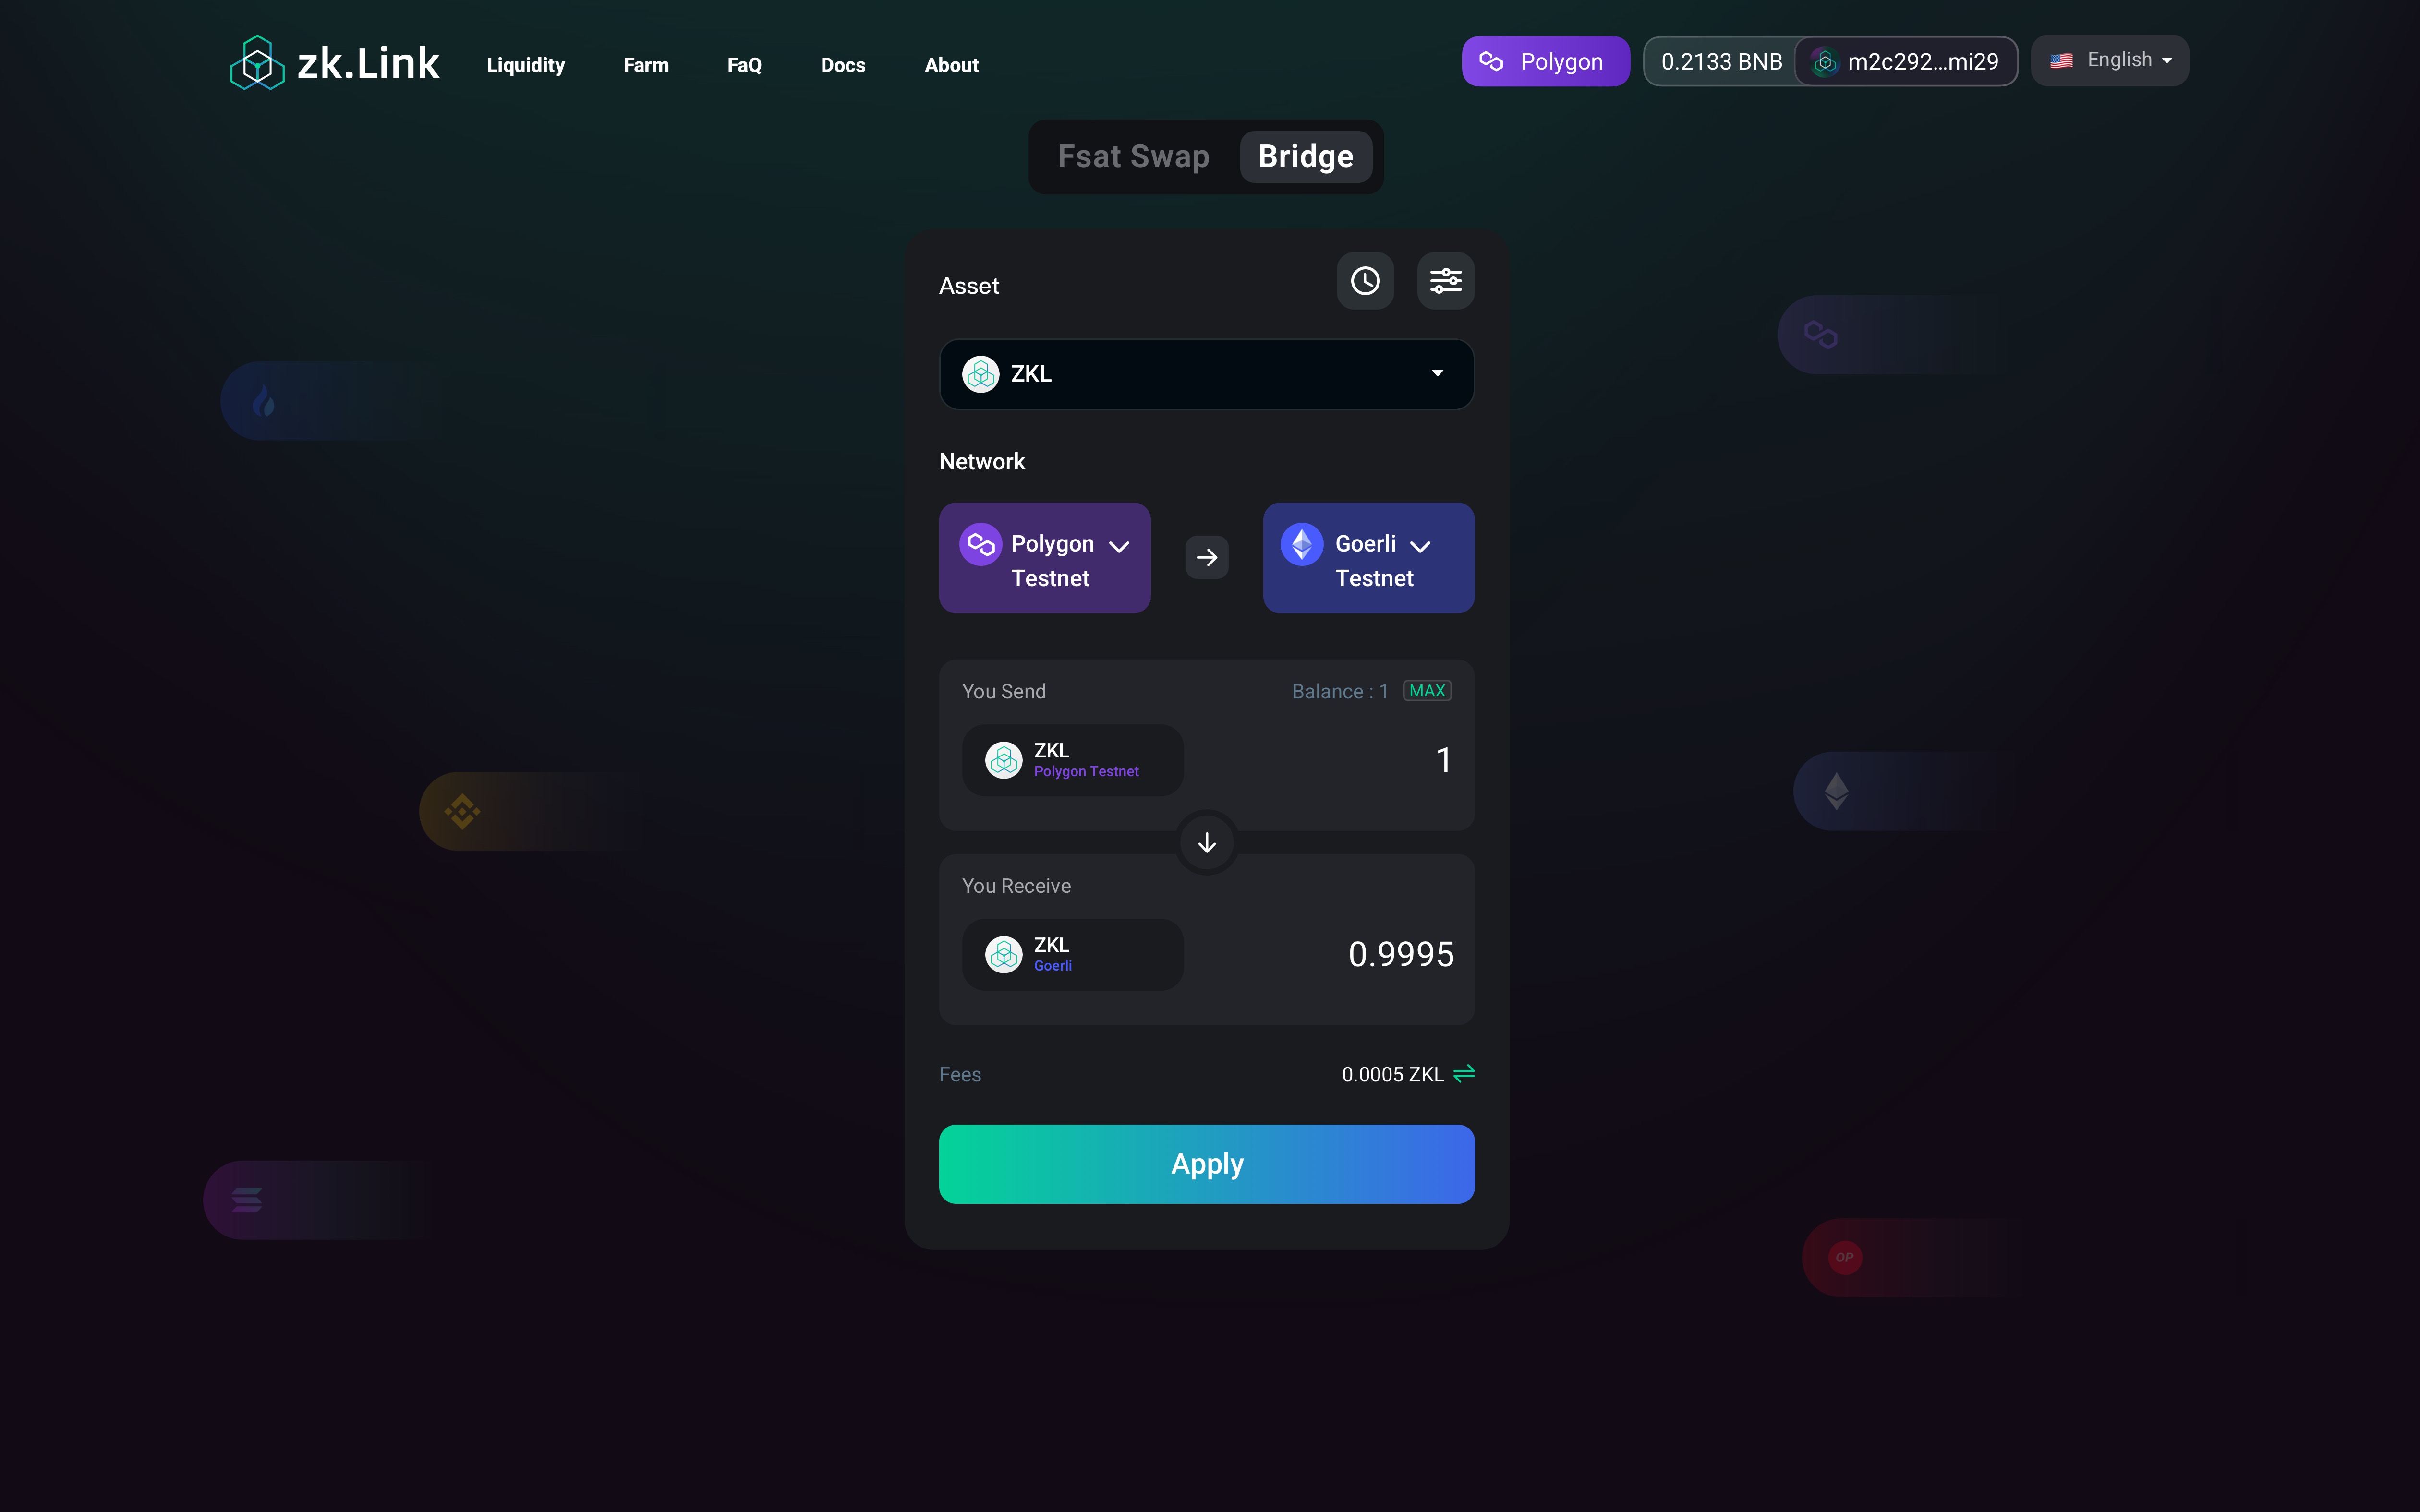 zk.Link Liquidity Farm FaQ Docs About Polygon 0.2133 BNB m2c292...mi29 English
Fsat Swap Bridge
Asset
ZKL
Network
Polygon Goerli
Testnet Testnet
You Send Balance : 1 MAX
ZKL
Polygon Testnet
1
You Receive
ZKL
Goerli
0.9995
Fees 0.0005 ZKL
Apply
OP